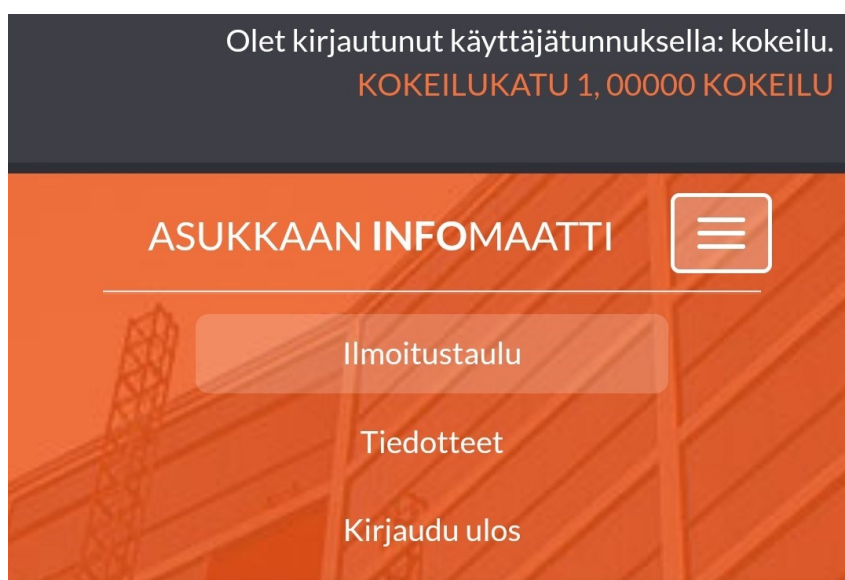 Olet kirjautunut käyttäjätunnuksella: kokeilu.
KOKEILUKATU 1, 00000 KOKEILU
ASUKKAAN INFOMAATTI
Ilmoitustaulu
Tiedotteet
Kirjaudu ulos